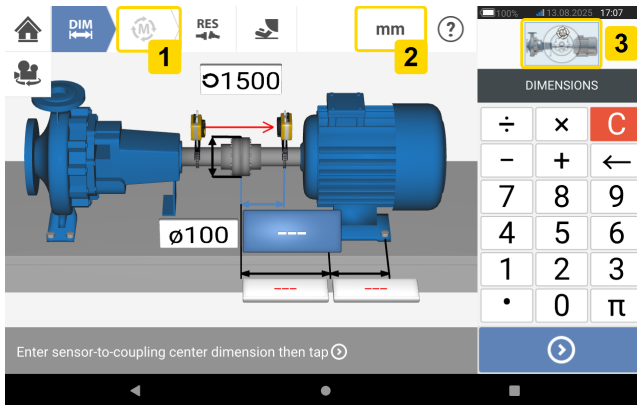 100% 13.08.2025 17:07
DIM M RES mm ?
1 2 3
1500
DIMENSIONS
÷ × C
− + ←
7 8 9
4 5 6
1 2 3
• 0 π
ø100
---
--- ---
Enter sensor-to-coupling center dimension then tap